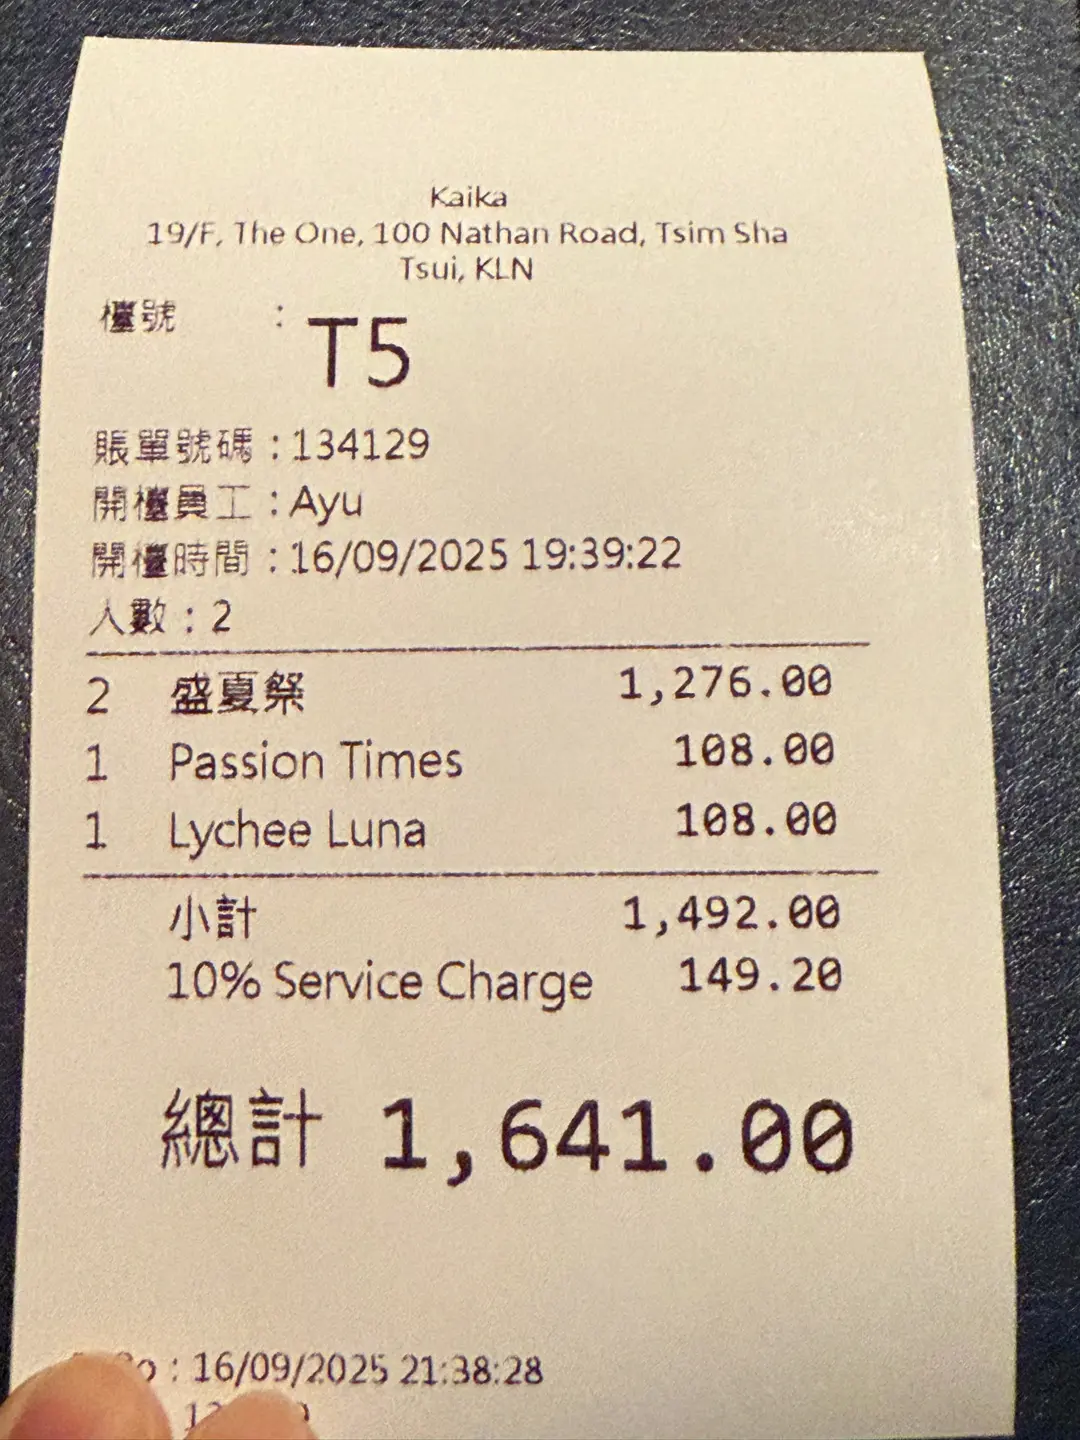 Kaika
19/F, The One, 100 Nathan Road, Tsim Sha
Tsui, KLN
檯號 : T5
賬單號碼 : 134129
開檯員工 : Ayu
開檯時間 : 16/09/2025 19:39:22
人數 : 2
2 盛夏祭 1,276.00
1 Passion Times 108.00
1 Lychee Luna 108.00
小計 1,492.00
10% Service Charge 149.20
總計 1,641.00
: 16/09/2025 21:38:28